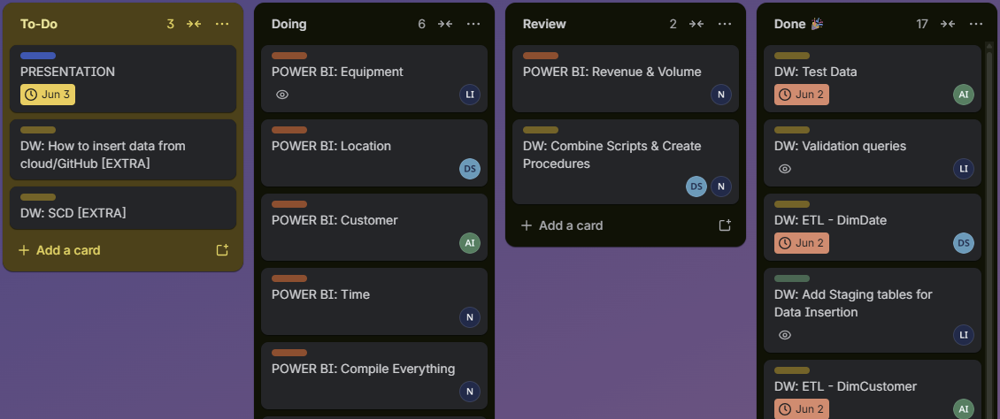 To-Do 3
PRESENTATION
Jun 3
DW: How to insert data from
cloud/GitHub [EXTRA]
DW: SCD [EXTRA]
+ Add a card
Doing 6
POWER BI: Equipment
LI
POWER BI: Location
DS
POWER BI: Customer
AI
POWER BI: Time
N
POWER BI: Compile Everything
N
Review 2
POWER BI: Revenue & Volume
N
DW: Combine Scripts & Create
Procedures
DS N
+ Add a card
Done 🎉 17
DW: Test Data
Jun 2 AI
DW: Validation queries
LI
DW: ETL - DimDate
Jun 2 DS
DW: Add Staging tables for
Data Insertion
LI
DW: ETL - DimCustomer
Jun 2 AI